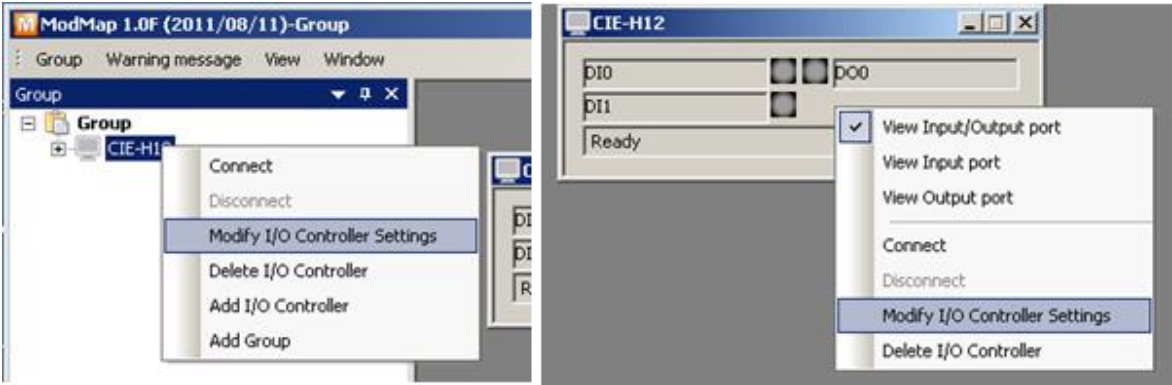 ModMap 1.0F (2011/08/11)-Group
Group Warning message View Window
Group
Group
CIE-H1
Connect
Disconnect
Modify I/O Controller Settings
Delete I/O Controller
Add I/O Controller
Add Group
CIE-H12
DI0 DO0
DI1
Ready
View Input/Output port
View Input port
View Output port
Connect
Disconnect
Modify I/O Controller Settings
Delete I/O Controller